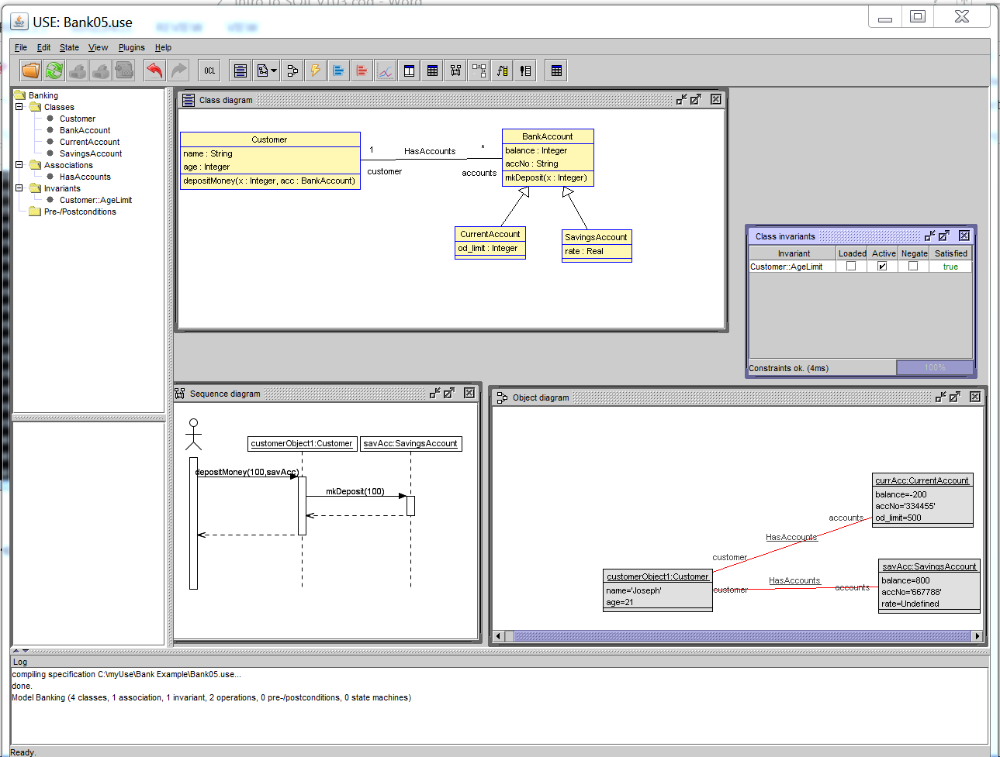 USE: Bank05.use
File Edit State View Plugins Help
OCL
Banking
Classes
Customer
BankAccount
CurrentAccount
SavingsAccount
Associations
HasAccounts
Invariants
Customer::AgeLimit
Pre-/Postconditions
Class diagram
Customer
name : String
age : Integer
depositMoney(x : Integer, acc : BankAccount)
1
HasAccounts
*
customer
accounts
BankAccount
balance : Integer
accNo : String
mkDeposit(x : Integer)
CurrentAccount
od_limit : Integer
SavingsAccount
rate : Real
Class invariants
Invariant Loaded Active Negate Satisfied
Customer::AgeLimit true
Constraints ok. (4ms) 100%
Sequence diagram
customerObject1:Customer savAcc:SavingsAccount
depositMoney(100,savAcc)
mkDeposit(100)
Object diagram
currAcc:CurrentAccount
balance=-200
accNo='334455'
od_limit=500
accounts
HasAccounts
customer
customerObject1:Customer
name='Joseph'
age=21
customer
HasAccounts
accounts
savAcc:SavingsAccount
balance=800
accNo='667788'
rate=Undefined
Log
compiling specification C:\myUse\Bank Example\Bank05.use...
done.
Model Banking (4 classes, 1 association, 1 invariant, 2 operations, 0 pre-/postconditions, 0 state machines)
Ready.